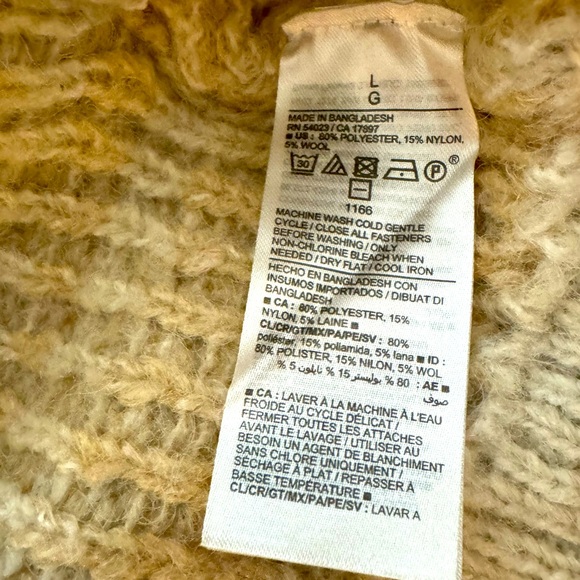 L
G
MADE IN BANGLADESH
RN 54023 / CA 17897
■ US : 80% POLYESTER, 15% NYLON,
5% WOOL
30 P ®
1166
MACHINE WASH COLD GENTLE
CYCLE / CLOSE ALL FASTENERS
BEFORE WASHING / ONLY
NON-CHLORINE BLEACH WHEN
NEEDED / DRY FLAT / COOL IRON
HECHO EN BANGLADESH CON
INSUMOS IMPORTADOS / DIBUAT DI
BANGLADESH
■ CA : 80% POLYESTER, 15%
NYLON, 5% LAINE ■
CL/CR/GT/MX/PA/PE/SV : 80%
poliéster, 15% poliamida, 5% lana ■ ID :
80% POLISTER, 15% NILON, 5% WOL
■ AE : 80 % بوليستر 15 % نايلون 5 %
صوف
■ CA : LAVER À LA MACHINE À L'EAU
FROIDE AU CYCLE DÉLICAT /
FERMER TOUTES LES ATTACHES
AVANT LE LAVAGE / UTILISER AU
BESOIN UN AGENT DE BLANCHIMENT
SANS CHLORE UNIQUEMENT /
SÉCHAGE À PLAT / REPASSER À
BASSE TEMPÉRATURE ■
CL/CR/GT/MX/PA/PE/SV : LAVAR A